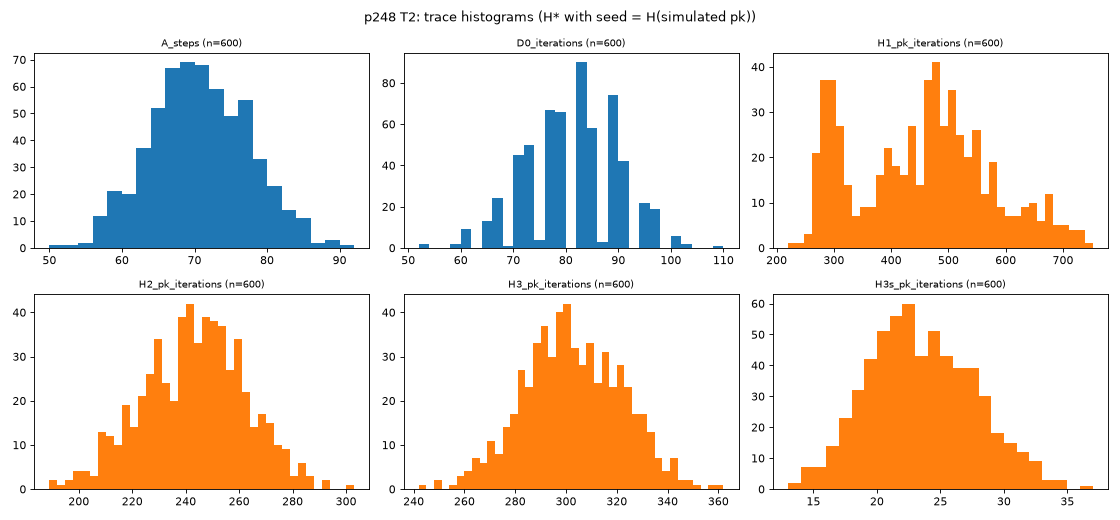 p248 T2: trace histograms (H* with seed = H(simulated pk))
A_steps (n=600)
D0_iterations (n=600)
H1_pk_iterations (n=600)
70
60
50
40
30
20
10
0
50 60 70 80 90
80
60
40
20
0
50 60 70 80 90 100 110
40
30
20
10
0
200 300 400 500 600 700
H2_pk_iterations (n=600)
H3_pk_iterations (n=600)
H3s_pk_iterations (n=600)
40
30
20
10
0
200 220 240 260 280 300
40
30
20
10
0
240 260 280 300 320 340 360
60
50
40
30
20
10
0
15 20 25 30 35